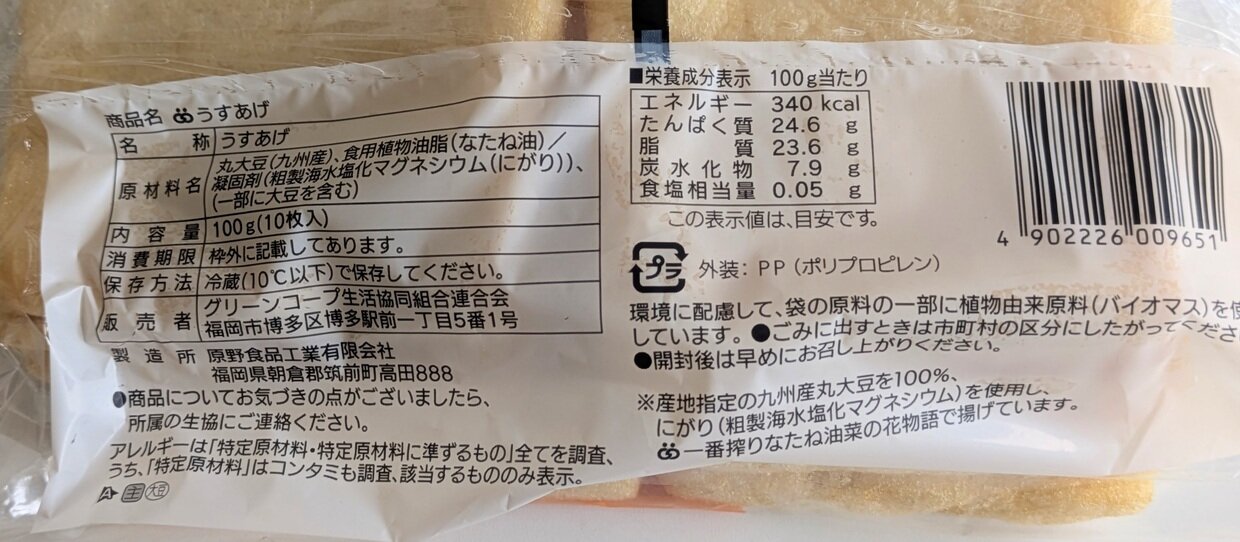 商品名 うすあげ
名称 うすあげ
原材料名 丸大豆(九州産)、食用植物油脂(なたね油)/
凝固剤(粗製海水塩化マグネシウム(にがり))、
(一部に大豆を含む)
内容量 100g(10枚入)
消費期限 枠外に記載してあります。
保存方法 冷蔵(10℃以下)で保存してください。
販売者 グリーンコープ生活協同組合連合会
福岡市博多区博多駅前一丁目5番1号
製造所 原野食品工業有限会社
福岡県朝倉郡筑前町高田888
●商品についてお気づきの点がございましたら、
所属の生協にご連絡ください。
アレルギーは「特定原材料・特定原材料に準ずるもの」全てを調査、
うち、「特定原材料」はコンタミも調査、該当するもののみ表示。
A 主 大豆
■栄養成分表示 100g当たり
エネルギー 340 kcal
たんぱく質 24.6 g
脂質 23.6 g
炭水化物 7.9 g
食塩相当量 0.05 g
この表示値は、目安です。
プラ 外装:PP(ポリプロピレン)
4 902226 009651
環境に配慮して、袋の原料の一部に植物由来原料(バイオマス)を使
しています。●ごみに出すときは市町村の区分にしたがってくださ
●開封後は早めにお召し上がりください。
※産地指定の九州産丸大豆を100%、
にがり(粗製海水塩化マグネシウム)を使用し、
一番搾りなたね油菜の花物語で揚げています。